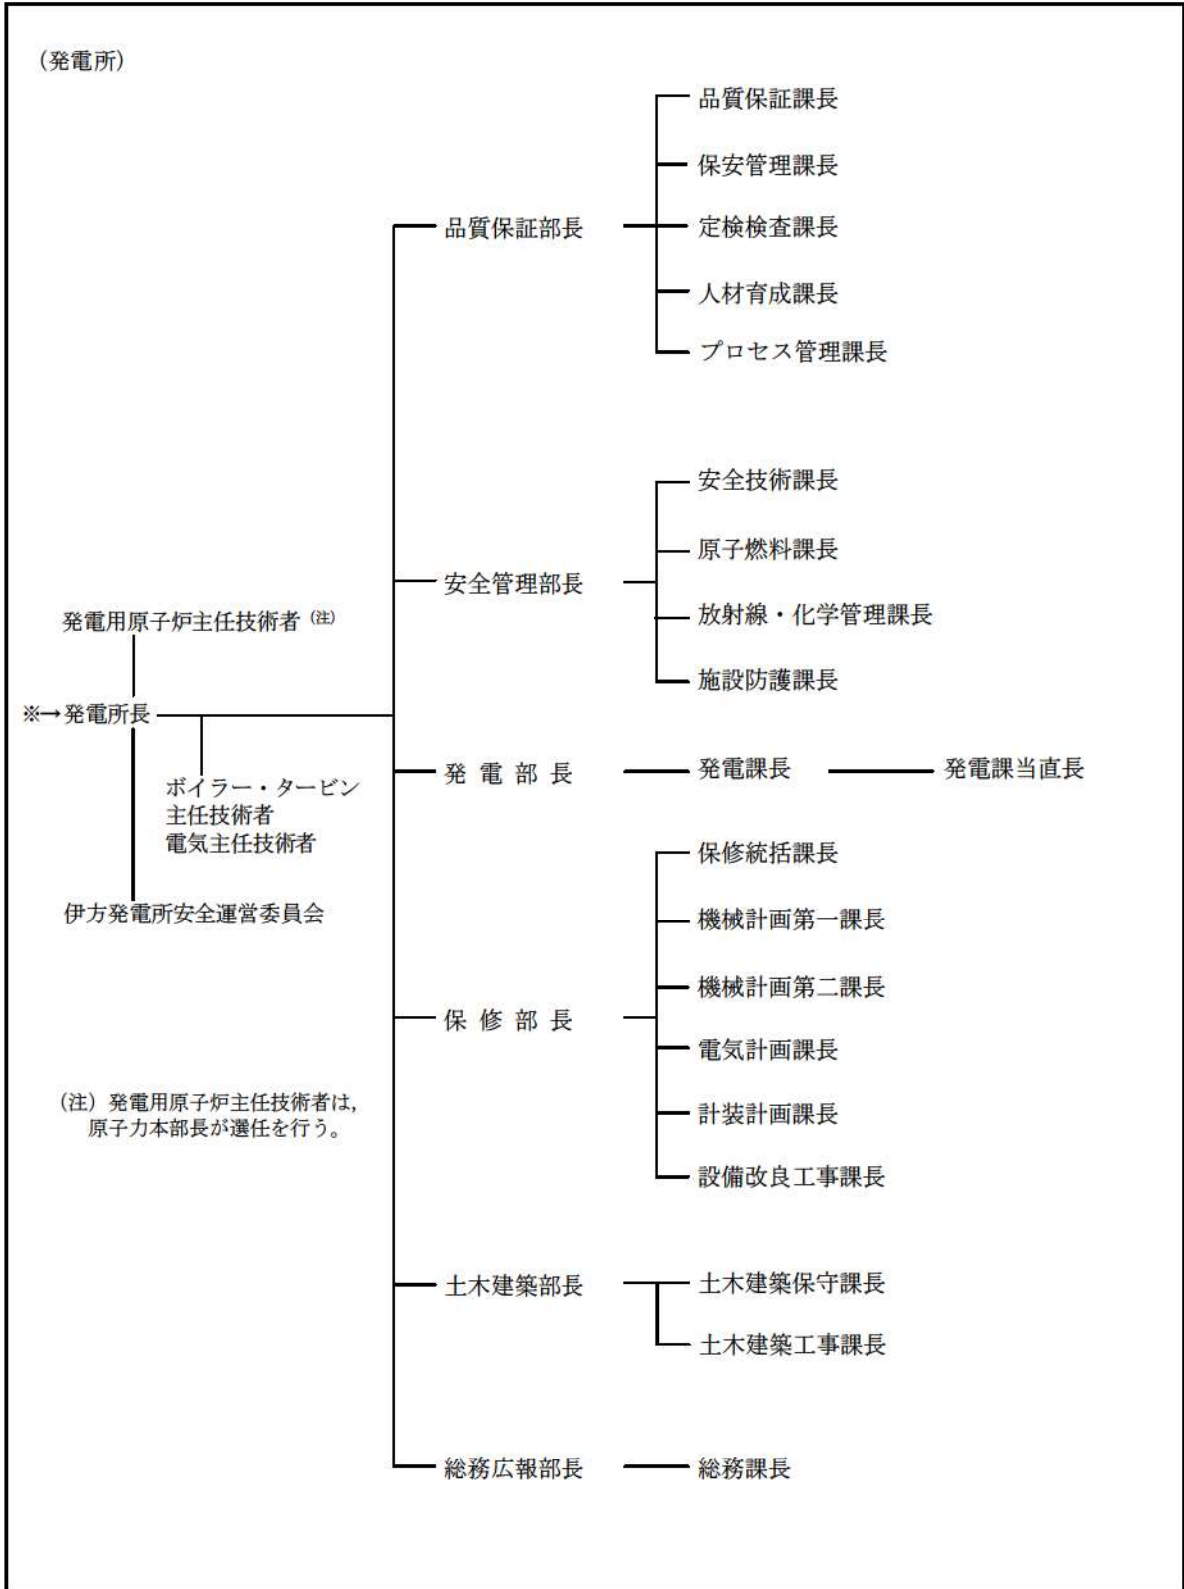 （発電所）
品質保証課長
保安管理課長
品質保証部長
定検検査課長
人材育成課長
プロセス管理課長
安全技術課長
原子燃料課長
安全管理部長
放射線・化学管理課長
施設防護課長
発電用原子炉主任技術者（注）
※→発電所長
ボイラー・タービン
主任技術者
電気主任技術者
伊方発電所安全運営委員会
発 電 部 長
発電課長
発電課当直長
保修統括課長
機械計画第一課長
機械計画第二課長
保 修 部 長
電気計画課長
計装計画課長
設備改良工事課長
（注）発電用原子炉主任技術者は，
原子力本部長が選任を行う。
土木建築部長
土木建築保守課長
土木建築工事課長
総務広報部長
総務課長